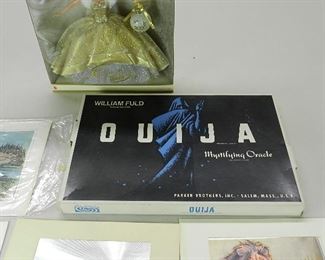 WILLIAM FULD
OUIJA
Mystifying Oracle
PARKER BROTHERS, INC. · SALEM, MASS., U.S.A.
OUIJA